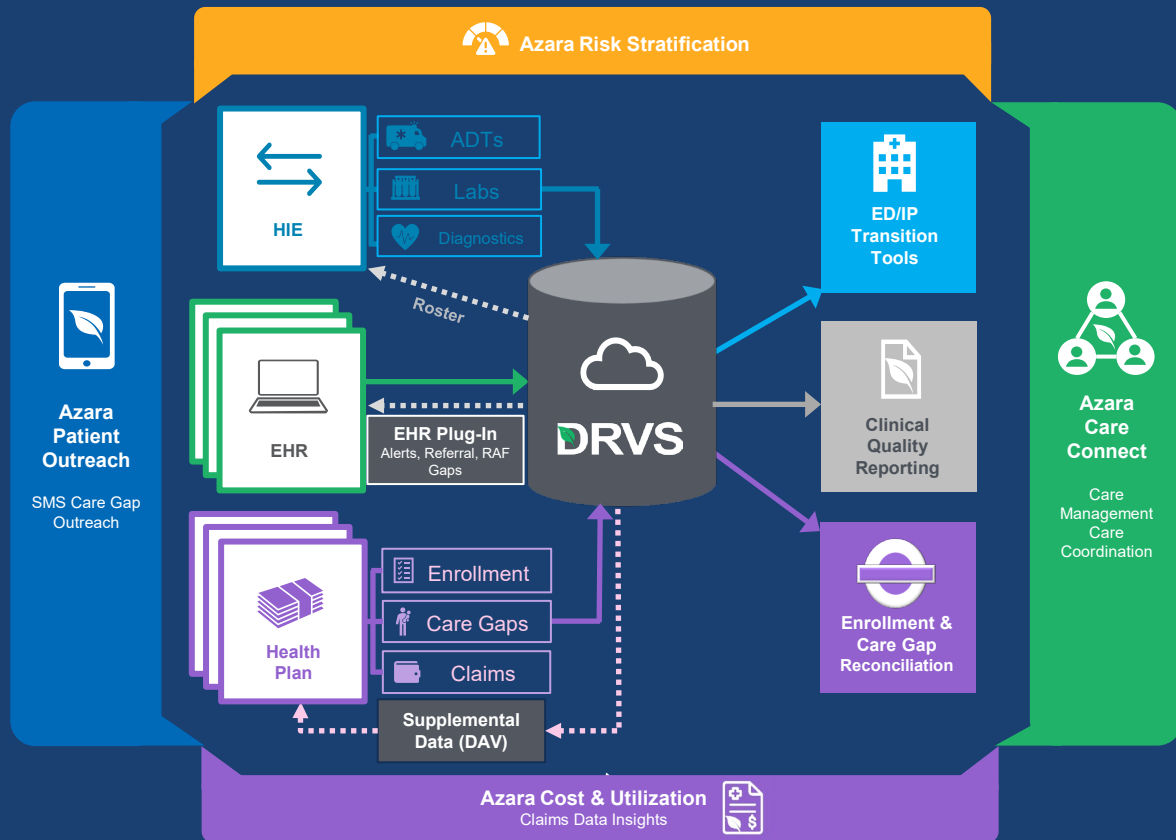 Azara Risk Stratification
HIE
ADTs
Labs
Diagnostics
Roster
EHR
EHR Plug-In
Alerts, Referral, RAF
Gaps
DRVS
Health
Plan
Enrollment
Care Gaps
Claims
Supplemental
Data (DAV)
ED/IP
Transition
Tools
Clinical
Quality
Reporting
Enrollment &
Care Gap
Reconciliation
Azara
Patient
Outreach
SMS Care Gap
Outreach
Azara
Care
Connect
Care
Management
Care
Coordination
Azara Cost & Utilization
Claims Data Insights
$